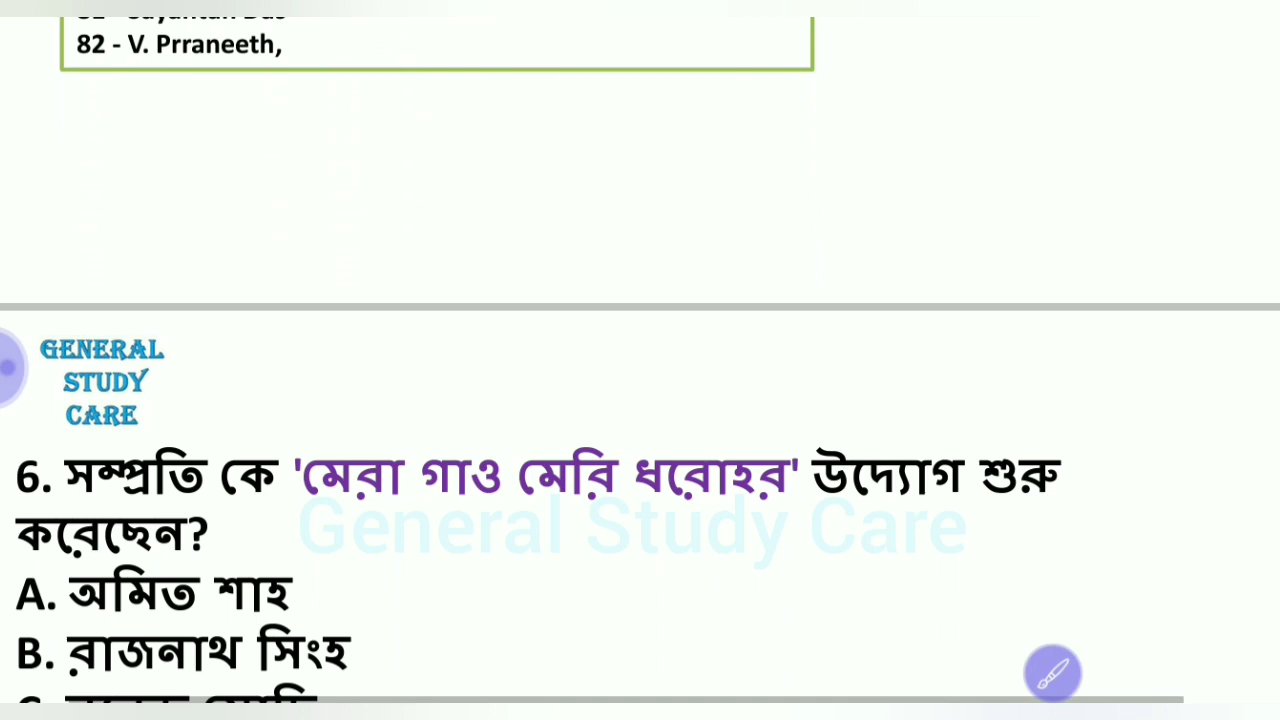 82 - V. Prraneeth,
GENERAL
STUDY
CARE
6. সম্প্রতি কে 'মেরা গাও মেরি ধরোহর' উদ্যোগ শুরু
করেছেন?
General Study Care
A. অমিত শাহ
B. রাজনাথ সিংহ